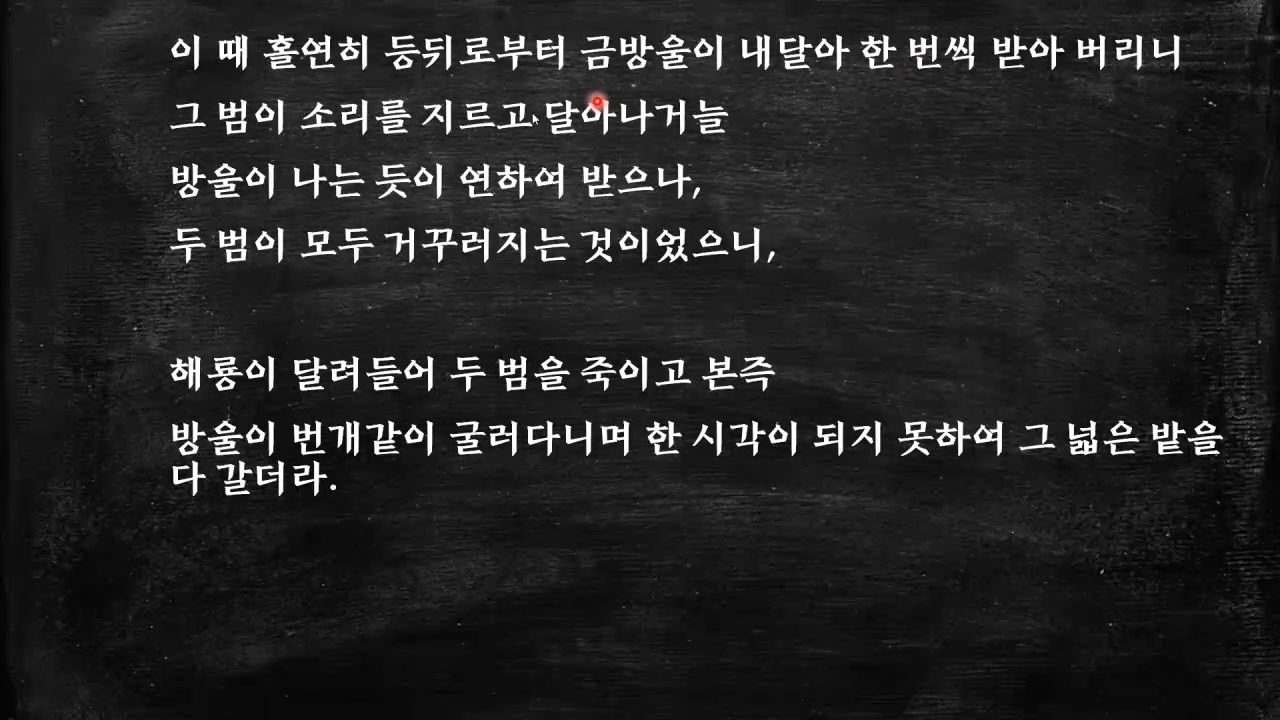 이 때 홀연히 등뒤로부터 금방울이 내달아 한 번씩 받아 버리니
그 범이 소리를 지르고 달아나거늘
방울이 나는 듯이 연하여 받으나,
두 범이 모두 거꾸러지는 것이었으니,
해룡이 달려들어 두 범을 죽이고 본즉
방울이 번개같이 굴러다니며 한 시각이 되지 못하여 그 넓은 밭을
다 갈더라.